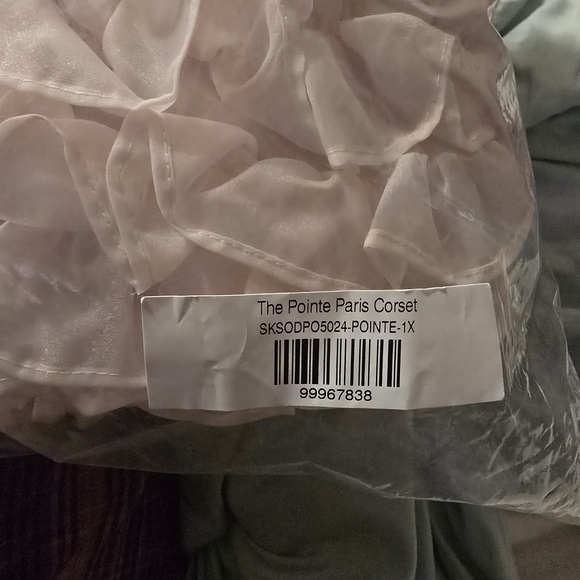 The Pointe Paris Corset
SKSODPO5024-POINTE-1X
99967838